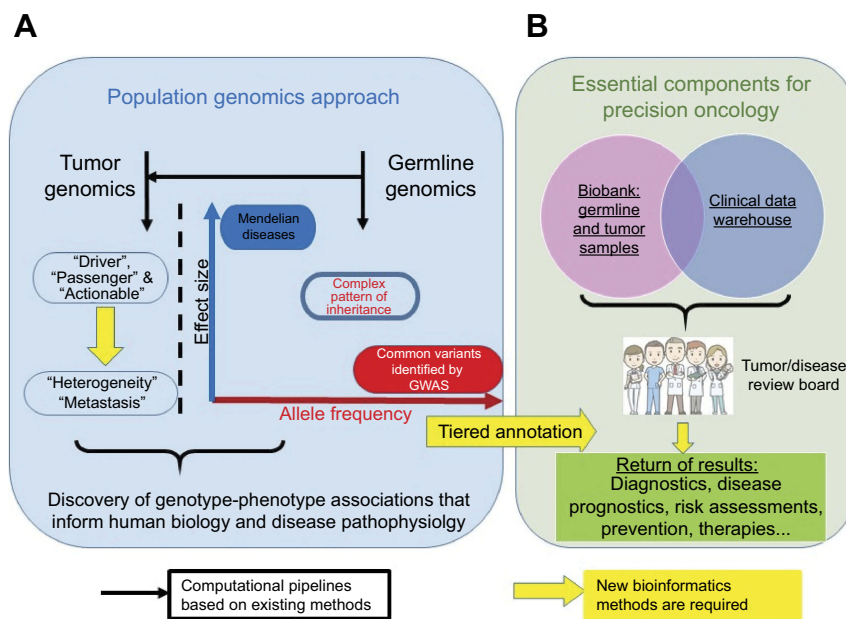 A
B
Population genomics approach
Tumor
genomics
Germline
genomics
Mendelian
diseases
“Driver”,
“Passenger” &
“Actionable”
Effect size
Complex
pattern of
inheritance
“Heterogeneity”
“Metastasis”
Common variants
identified by
GWAS
Allele frequency
Discovery of genotype-phenotype associations that
inform human biology and disease pathophysiolgy
Tiered annotation
Essential components for
precision oncology
Biobank:
germline
and tumor
samples
Clinical data
warehouse
Tumor/disease
review board
Return of results:
Diagnostics, disease
prognostics, risk assessments,
prevention, therapies...
Computational pipelines
based on existing methods
New bioinformatics
methods are required